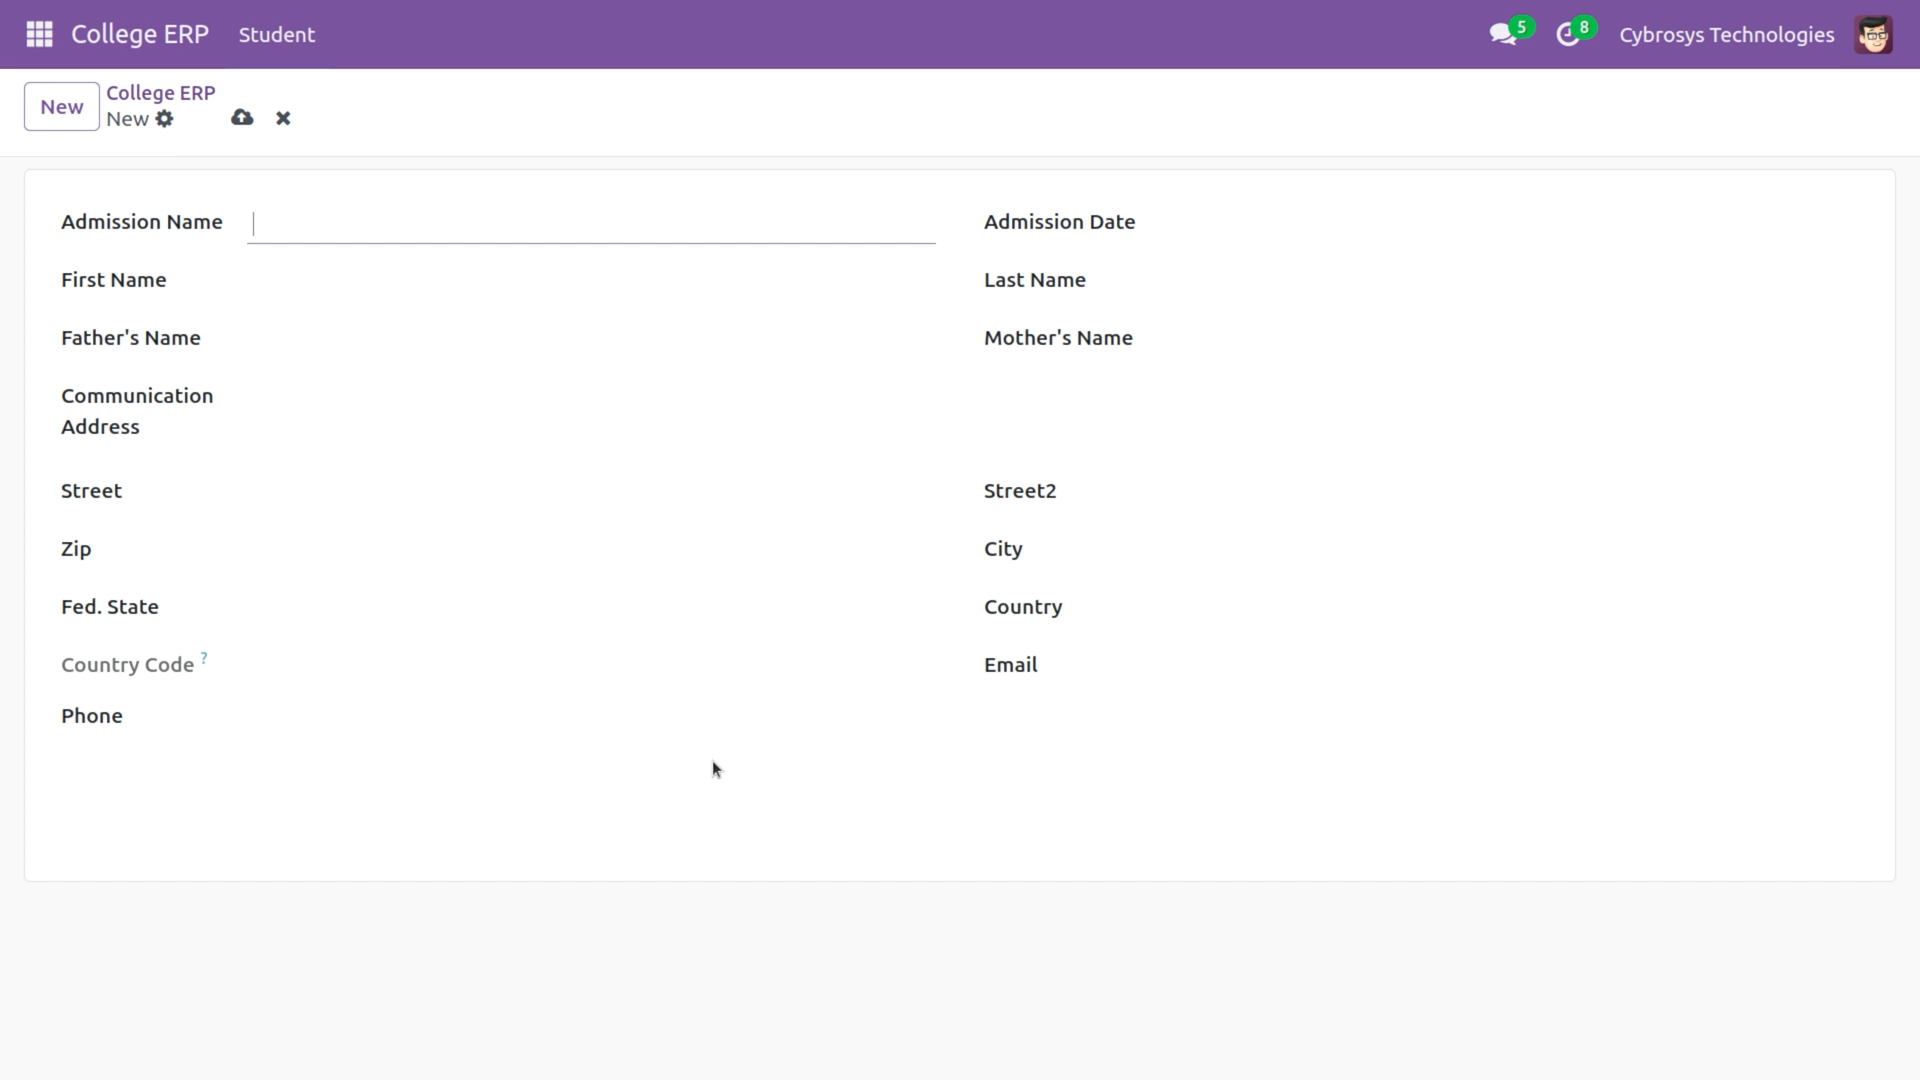 College ERP Student 5 8 Cybrosys Technologies
New College ERP
New
Admission Name Admission Date
First Name Last Name
Father's Name Mother's Name
Communication
Address
Street Street2
Zip City
Fed. State Country
Country Code ? Email
Phone